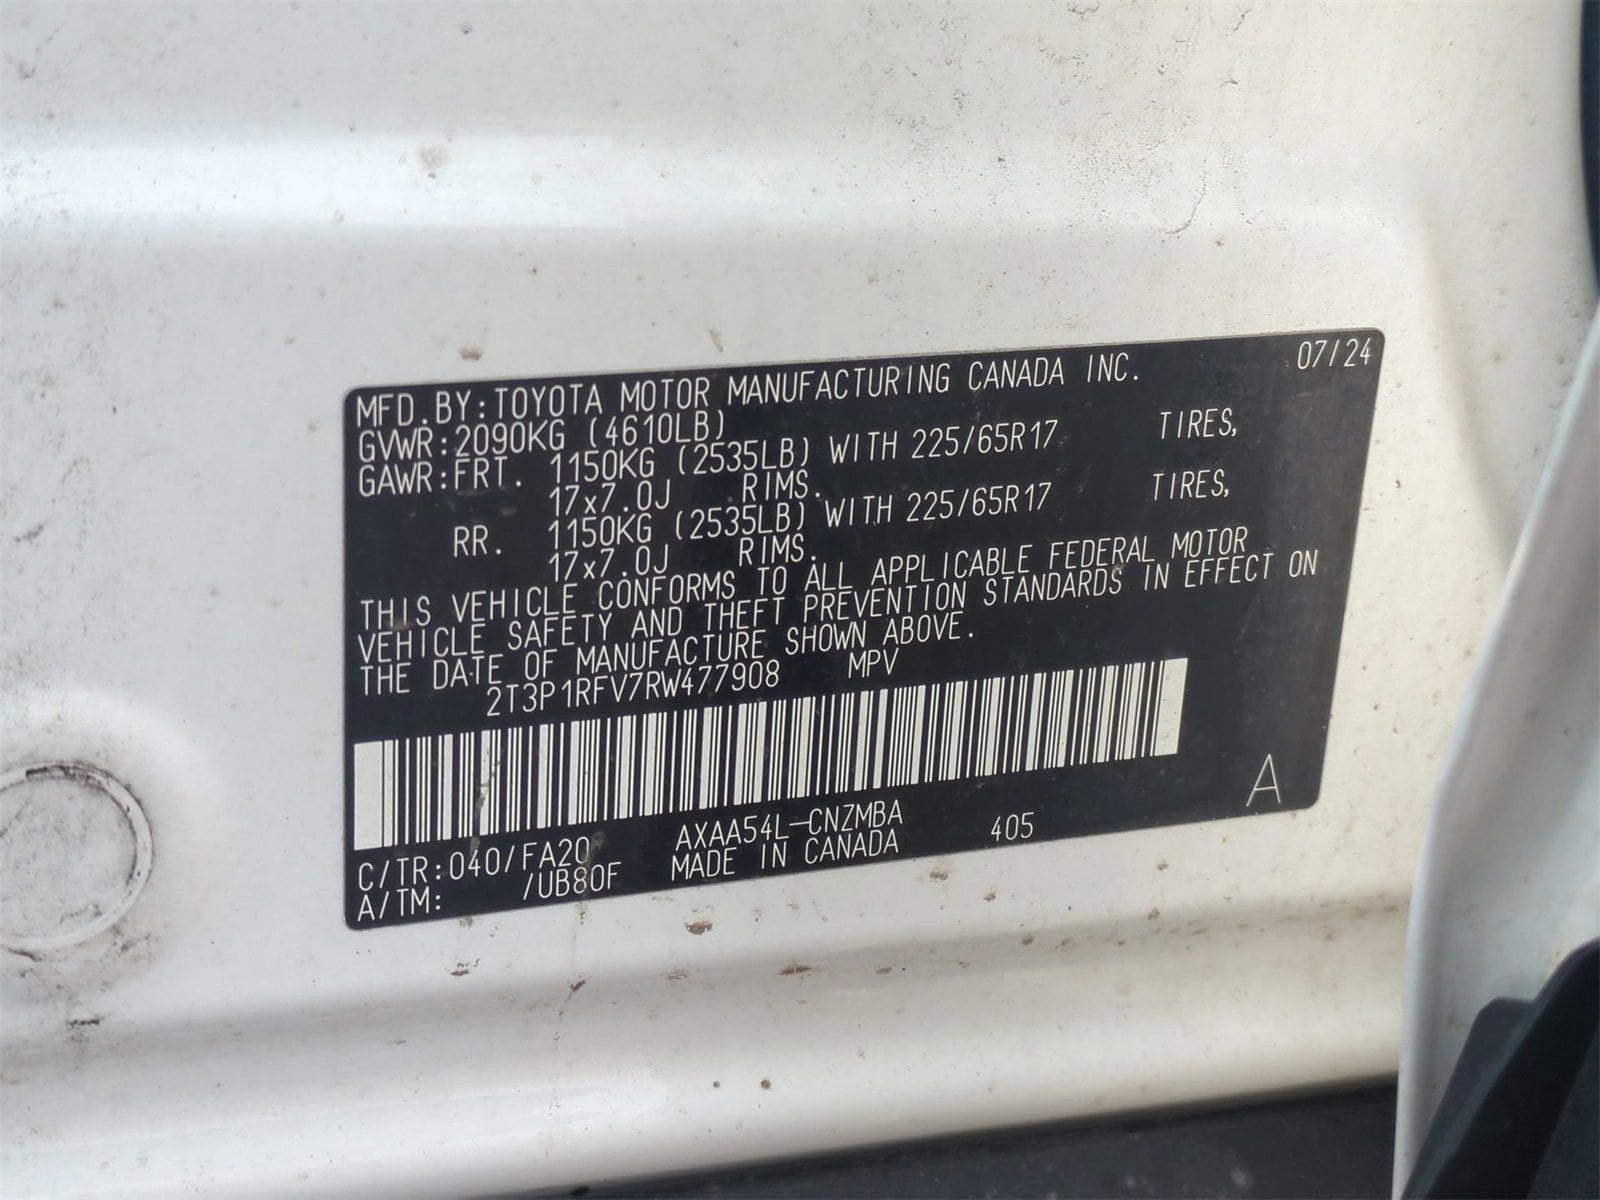 MFD.BY:TOYOTA MOTOR MANUFACTURING CANADA INC. 07/24
GVWR:2090KG (4610LB)
GAWR:FRT. 1150KG (2535LB) WITH 225/65R17 TIRES,
17x7.0J RIMS.
RR. 1150KG (2535LB) WITH 225/65R17 TIRES,
17x7.0J RIMS.
THIS VEHICLE CONFORMS TO ALL APPLICABLE FEDERAL MOTOR
VEHICLE SAFETY AND THEFT PREVENTION STANDARDS IN EFFECT ON
THE DATE OF MANUFACTURE SHOWN ABOVE.
2T3P1RFV7RW477908 MPV
A
C/TR:040/FA20 AXAA54L-CNZMBA 405
A/TM: /UB80F MADE IN CANADA